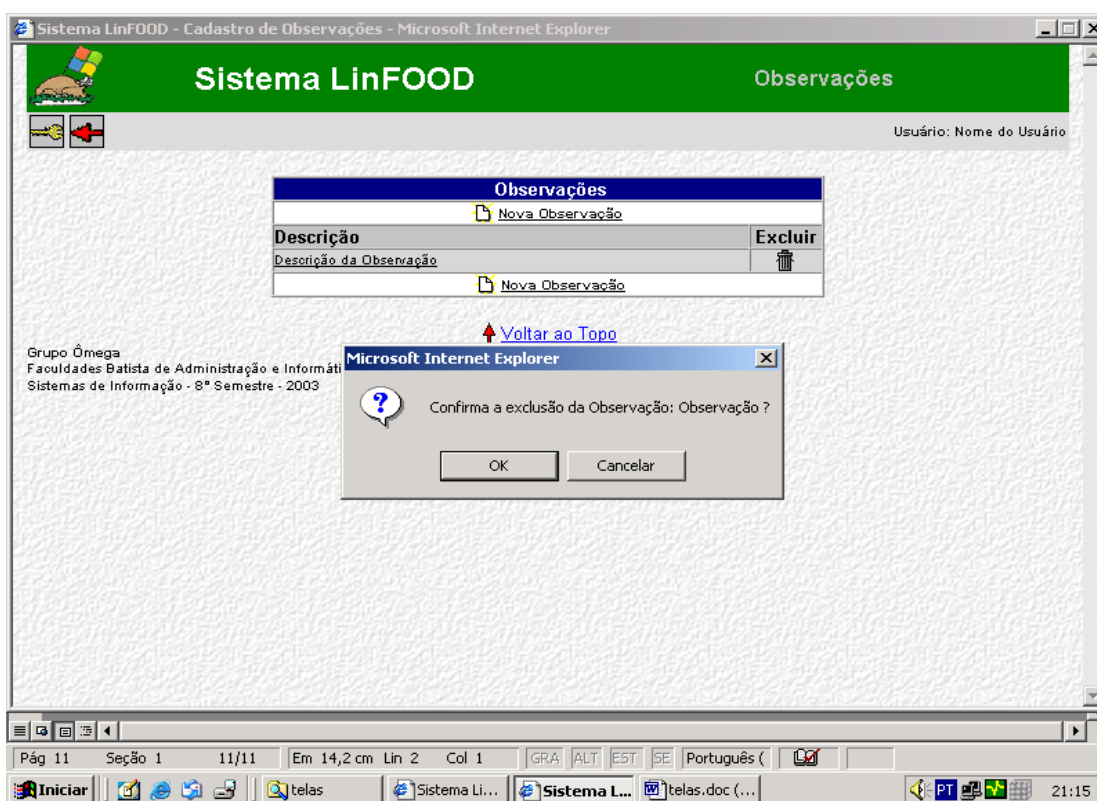 Sistema LinFOOD - Cadastro de Observações - Microsoft Internet Explorer
Sistema LinFOOD
Observações
Usuário: Nome do Usuário
Observações
Nova Observação
Descrição Excluir
Descrição da Observação
Nova Observação
Voltar ao Topo
Grupo Ômega
Faculdades Batista de Administração e Informáti
Sistemas de Informação - 8º Semestre - 2003
Microsoft Internet Explorer
Confirma a exclusão da Observação: Observação ?
OK Cancelar
Pág 11 Seção 1 11/11 Em 14,2 cm Lin 2 Col 1 GRA ALT EST SE Português (
Iniciar telas Sistema Li... Sistema L... telas.doc (... PT 21:15